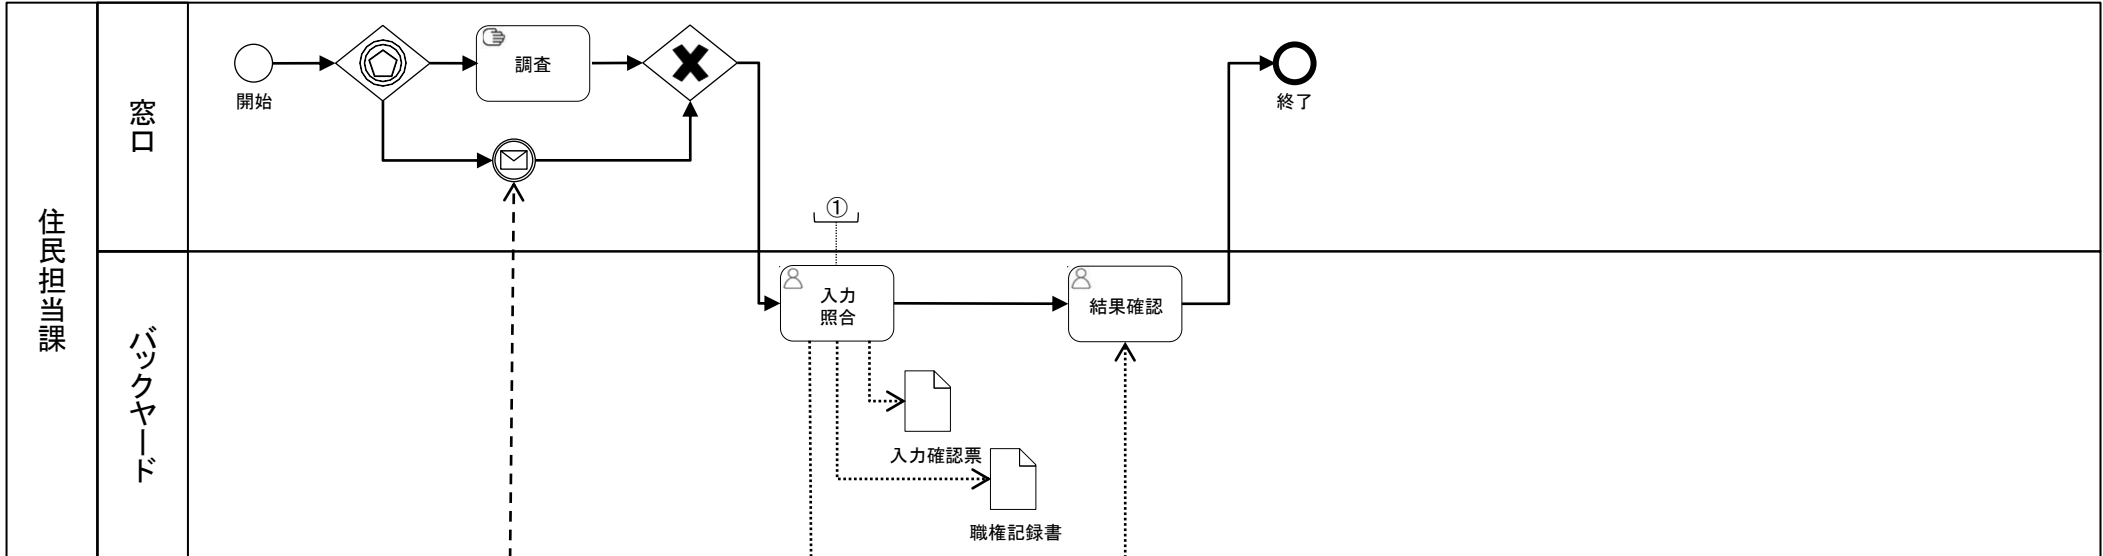 住民担当課
窓口
バックヤード
開始
調査
終了
①
入力
照合
結果確認
入力確認票
職権記録書